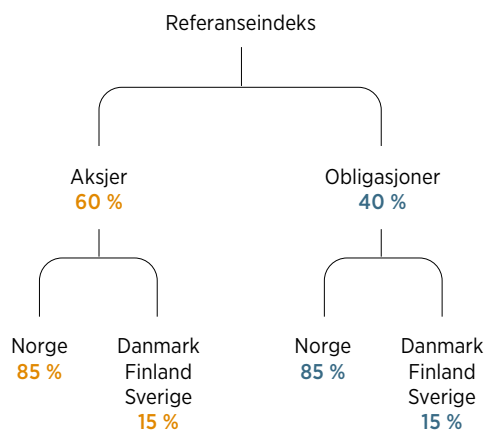 Referanseindeks
Aksjer
60 %
Obligasjoner
40 %
Norge
85 %
Danmark
Finland
Sverige
15 %
Norge
85 %
Danmark
Finland
Sverige
15 %